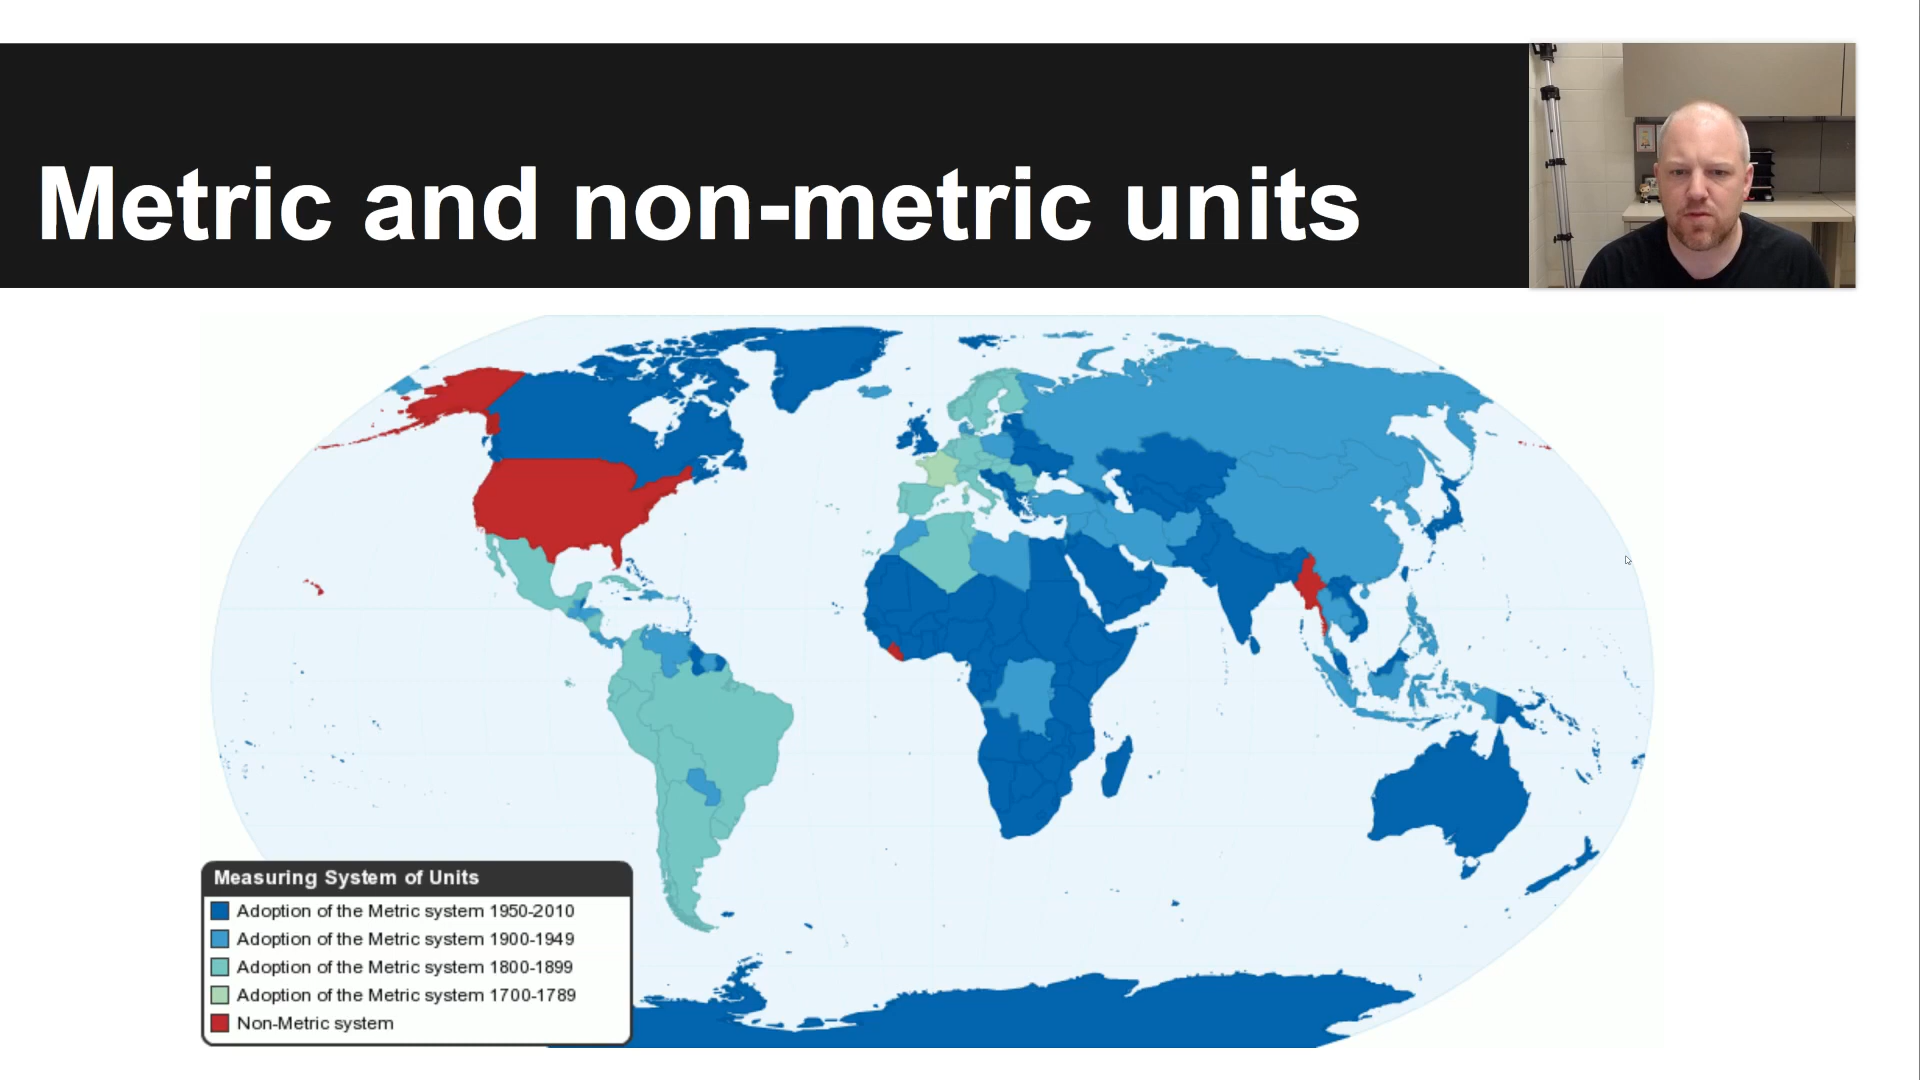 Metric and non-metric units
Measuring System of Units
Adoption of the Metric system 1950-2010
Adoption of the Metric system 1900-1949
Adoption of the Metric system 1800-1899
Adoption of the Metric system 1700-1789
Non-Metric system